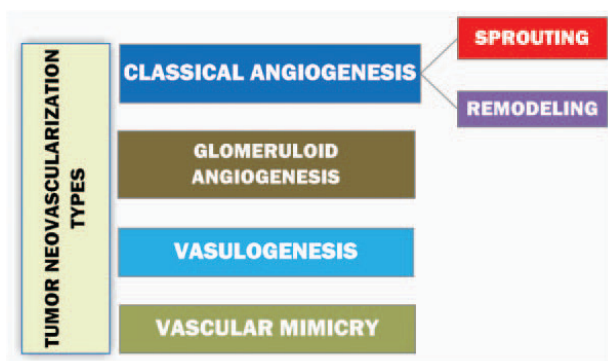 TUMOR NEOVASCULARIZATION
TYPES
CLASSICAL ANGIOGENESIS
SPROUTING
REMODELING
GLOMERULOID
ANGIOGENESIS
VASULOGENESIS
VASCULAR MIMICRY